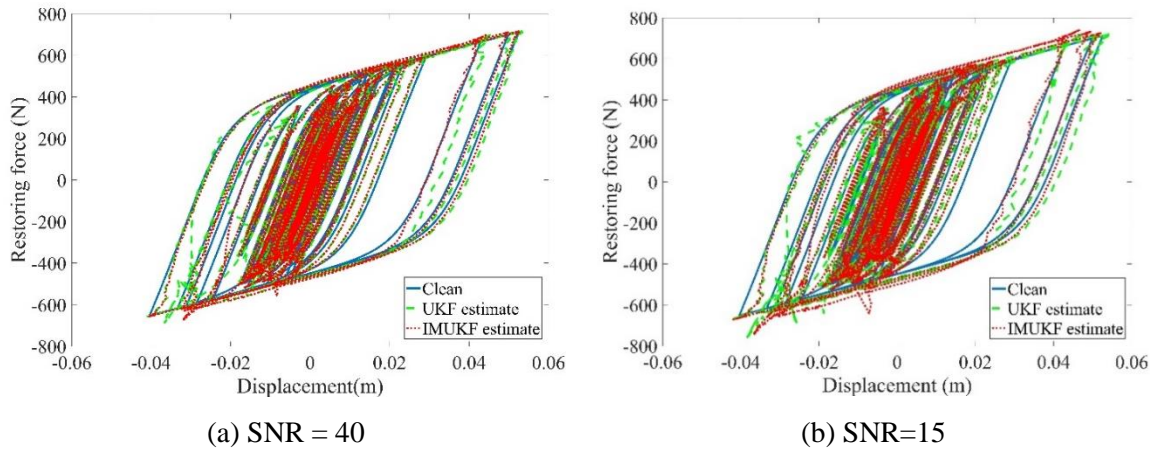 800
600
400
200
0
-200
-400
-600
-800
Restoring force (N)
-0.06 -0.04 -0.02 0 0.02 0.04 0.06
Displacement(m)
Clean
UKF estimate
IMUKF estimate
(a) SNR = 40
800
600
400
200
0
-200
-400
-600
-800
Restoring force (N)
-0.06 -0.04 -0.02 0 0.02 0.04 0.06
Displacement (m)
Clean
UKF estimate
IMUKF estimate
(b) SNR=15